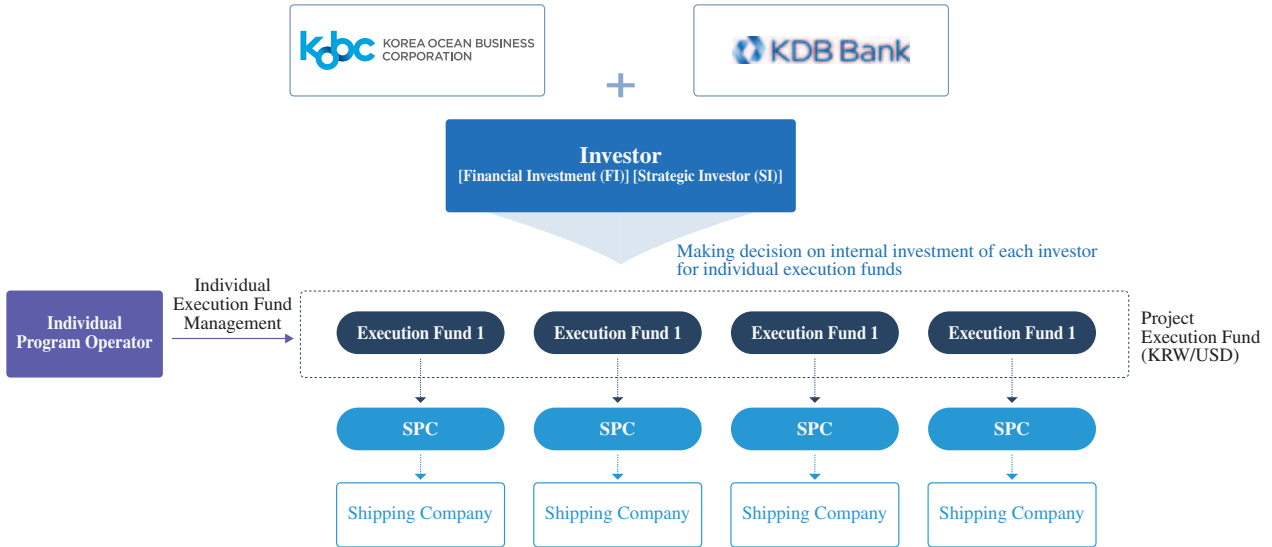 kobc KOREA OCEAN BUSINESS
CORPORATION
KDB Bank
+
Investor
[Financial Investment (FI)] [Strategic Investor (SI)]
Making decision on internal investment of each investor
for individual execution funds
Individual
Program Operator
Individual
Execution Fund
Management
Execution Fund 1
Execution Fund 1
Execution Fund 1
Execution Fund 1
Project
Execution Fund
(KRW/USD)
SPC
SPC
SPC
SPC
Shipping Company
Shipping Company
Shipping Company
Shipping Company